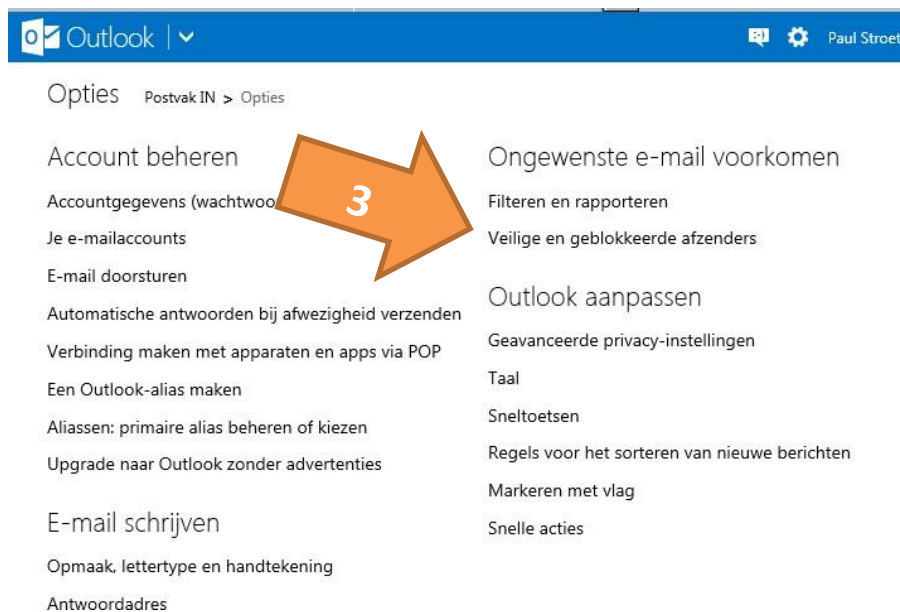 Outlook
Paul Stroet
Opties Postvak IN > Opties
Account beheren
Accountgegevens (wachtwoo
Je e-mailaccounts
E-mail doorsturen
Automatische antwoorden bij afwezigheid verzenden
Verbinding maken met apparaten en apps via POP
Een Outlook-alias maken
Aliassen: primaire alias beheren of kiezen
Upgrade naar Outlook zonder advertenties
E-mail schrijven
Opmaak, lettertype en handtekening
Antwoordadres
3
Ongewenste e-mail voorkomen
Filteren en rapporteren
Veilige en geblokkeerde afzenders
Outlook aanpassen
Geavanceerde privacy-instellingen
Taal
Sneltoetsen
Regels voor het sorteren van nieuwe berichten
Markeren met vlag
Snelle acties